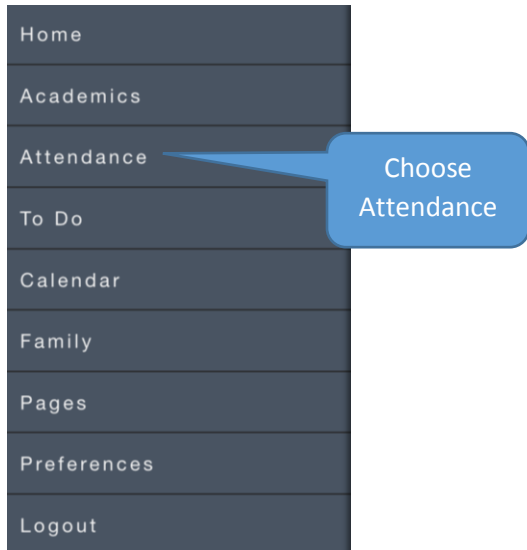 Home
Academics
Attendance
Choose
Attendance
To Do
Calendar
Family
Pages
Preferences
Logout